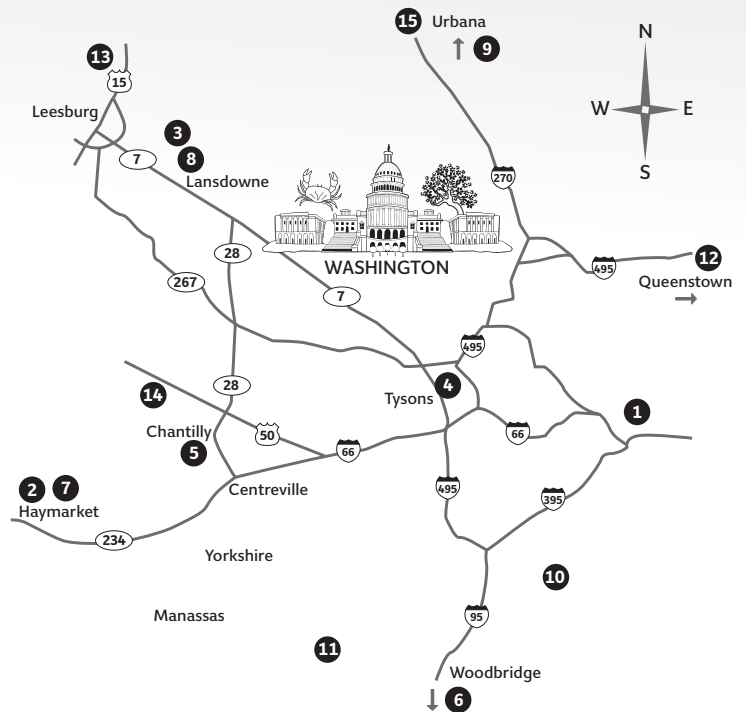 15 Urbana
9
N
13
15
W E
Leesburg
3
7
8
S
270
Lansdowne
28
WASHINGTON
12
495
267
7
Queenstown
495
28
4
14
Tysons
1
Chantilly
50
66
5
66
2 7
Centreville
495
395
Haymarket
234
Yorkshire
10
Manassas
95
11
Woodbridge
6